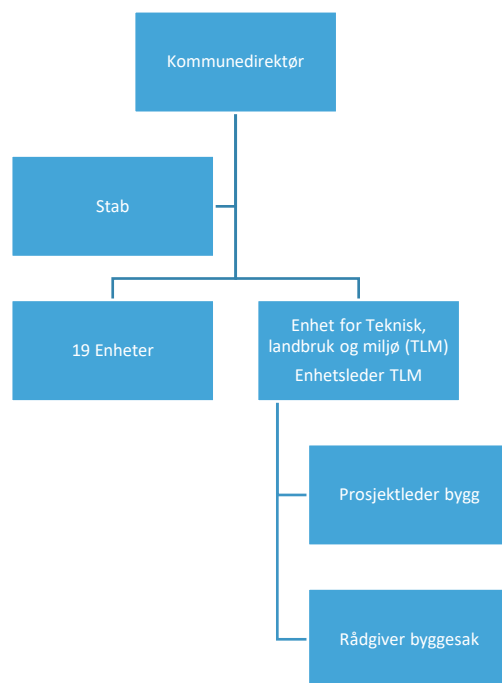 Kommunedirektør
Stab
19 Enheter
Enhet for Teknisk,
landbruk og miljø (TLM)
Enhetsleder TLM
Prosjektleder bygg
Rådgiver byggesak